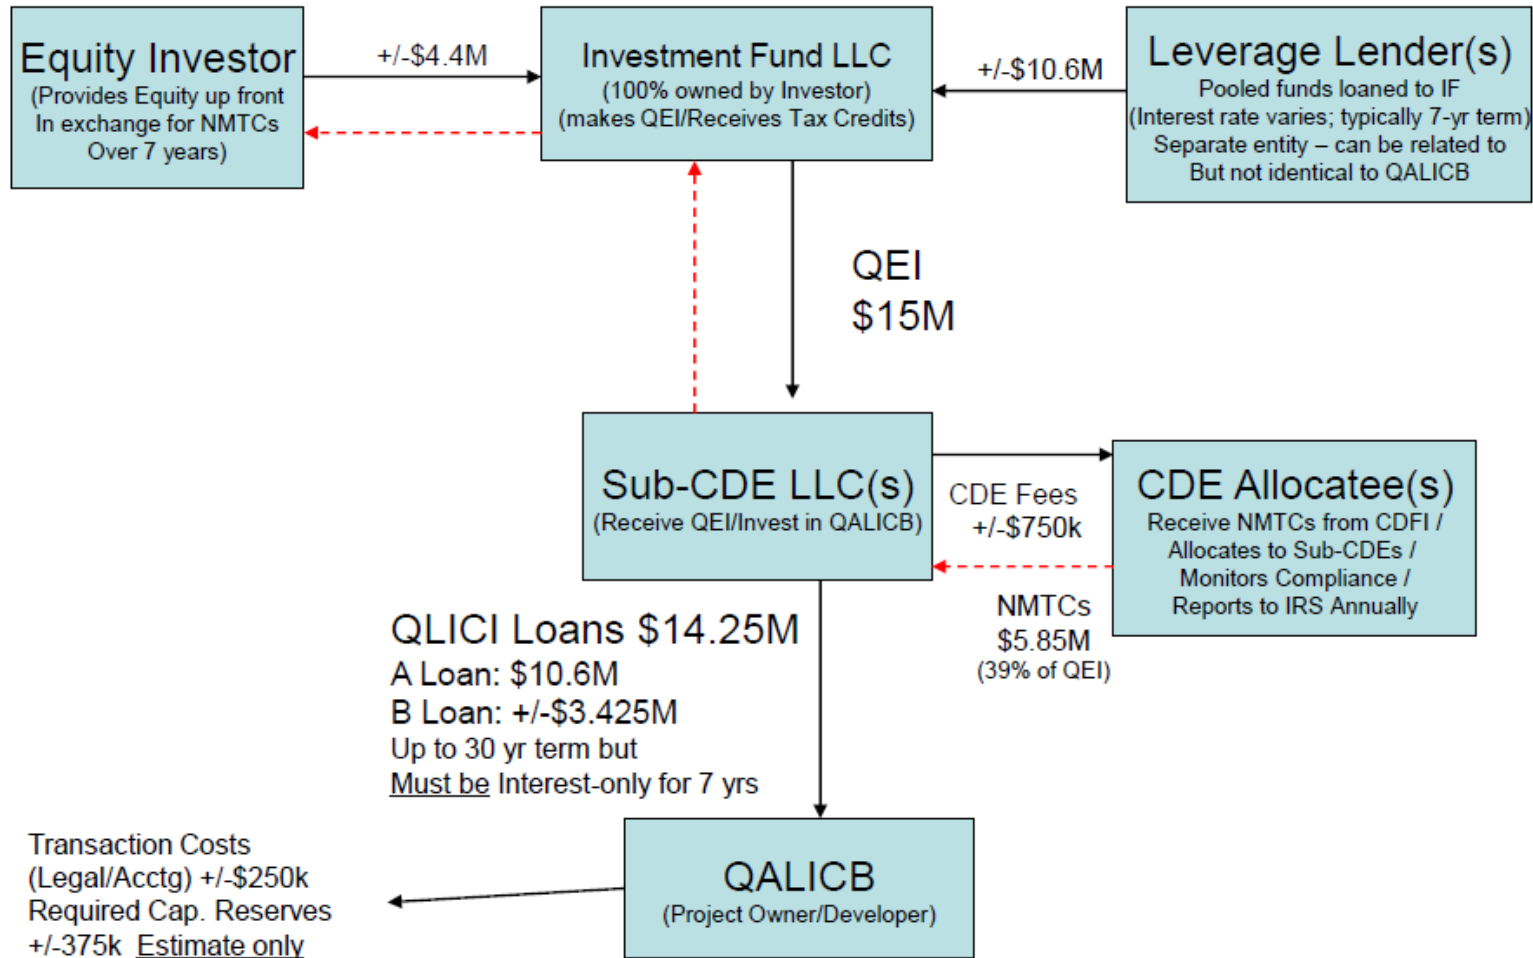 Equity Investor
(Provides Equity up front
In exchange for NMTCs
Over 7 years)
+/-$4.4M
Investment Fund LLC
(100% owned by Investor)
(makes QEI/Receives Tax Credits)
+/-$10.6M
Leverage Lender(s)
Pooled funds loaned to IF
(Interest rate varies; typically 7-yr term)
Separate entity – can be related to
But not identical to QALICB
QEI
$15M
Sub-CDE LLC(s)
(Receive QEI/Invest in QALICB)
CDE Fees
+/-$750k
NMTCs
$5.85M
(39% of QEI)
CDE Allocatee(s)
Receive NMTCs from CDFI /
Allocates to Sub-CDEs /
Monitors Compliance /
Reports to IRS Annually
QLICI Loans $14.25M
A Loan: $10.6M
B Loan: +/-$3.425M
Up to 30 yr term but
Must be Interest-only for 7 yrs
QALICB
(Project Owner/Developer)
Transaction Costs
(Legal/Acctg) +/-$250k
Required Cap. Reserves
+/-375k Estimate only